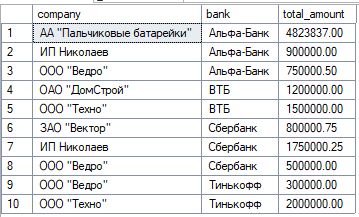 company bank total_amount
1 АА "Пальчиковые батарейки" Альфа-Банк 4823837.00
2 ИП Николаев Альфа-Банк 900000.00
3 ООО "Ведро" Альфа-Банк 750000.50
4 ОАО "ДомСтрой" ВТБ 1200000.00
5 ООО "Техно" ВТБ 1500000.00
6 ЗАО "Вектор" Сбербанк 800000.75
7 ИП Николаев Сбербанк 1750000.25
8 ООО "Ведро" Сбербанк 500000.00
9 ООО "Ведро" Тинькофф 300000.00
10 ООО "Техно" Тинькофф 2000000.00